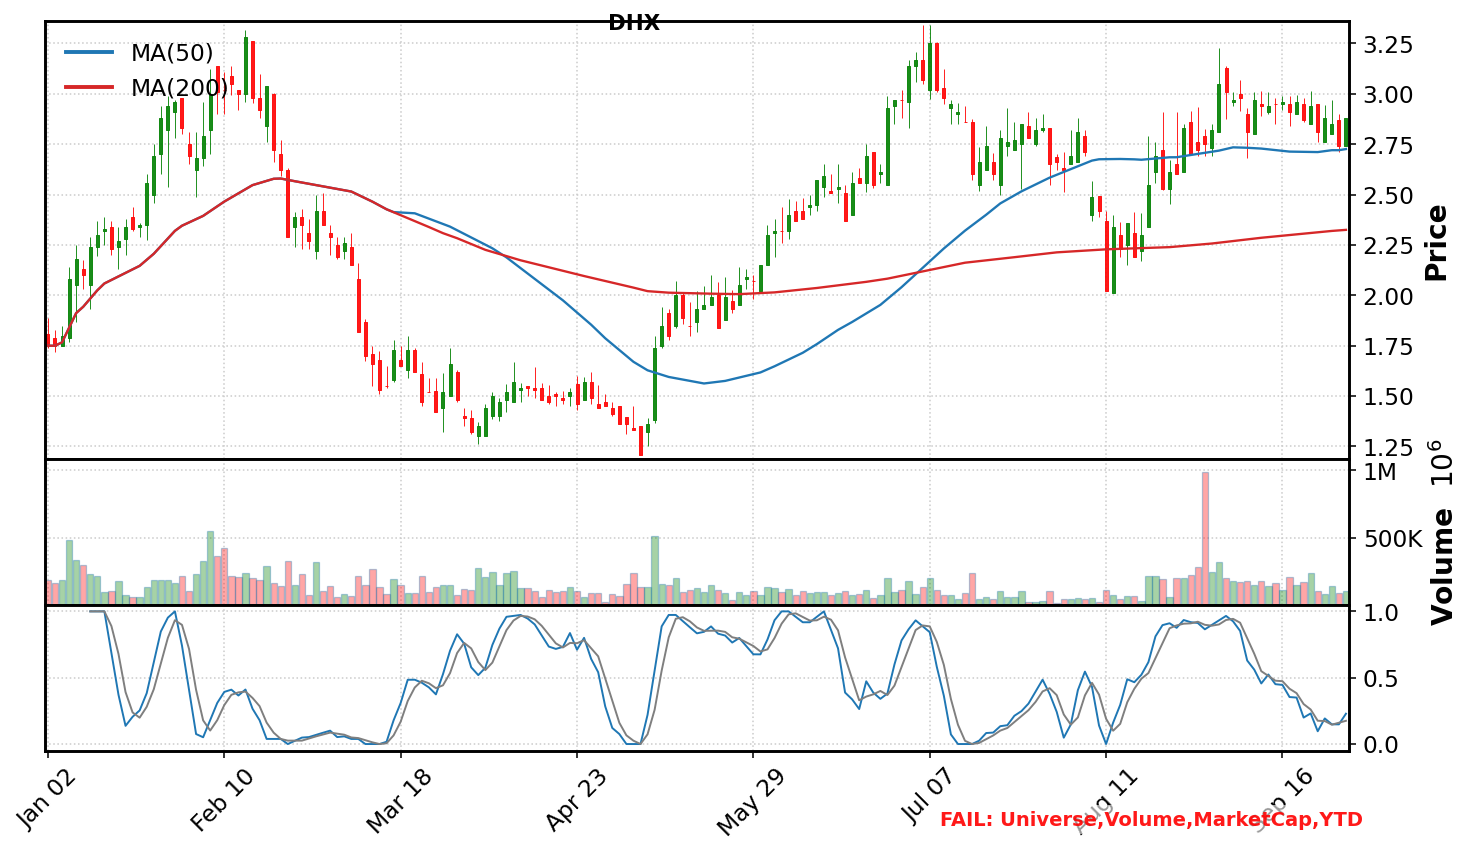 DHX
MA(50)
MA(200)
3.25
3.00
2.75
2.50
2.25
2.00
1.75
1.50
1.25
Price
1M
500K
Volume 10^6
1.0
0.5
0.0
Jan 02
Feb 10
Mar 18
Apr 23
May 29
Jul 07
Aug 11
Sep 16
FAIL: Universe,Volume,MarketCap,YTD